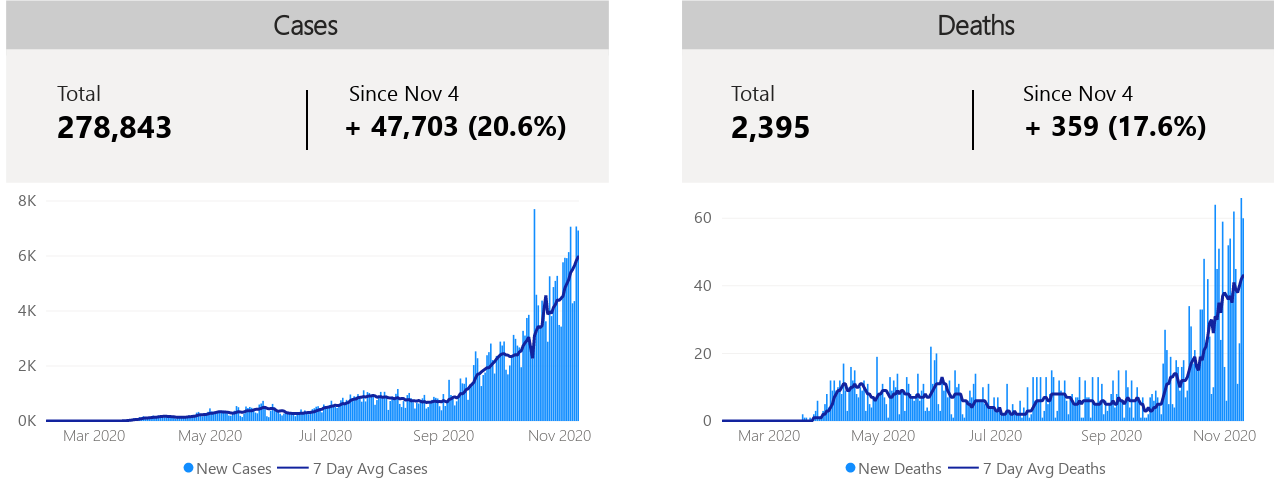 Cases
Total
278,843
Since Nov 4
+ 47,703 (20.6%)
8K
6K
4K
2K
0K
Mar 2020 May 2020 Jul 2020 Sep 2020 Nov 2020
New Cases 7 Day Avg Cases
Deaths
Total
2,395
Since Nov 4
+ 359 (17.6%)
60
40
20
0
Mar 2020 May 2020 Jul 2020 Sep 2020 Nov 2020
New Deaths 7 Day Avg Deaths